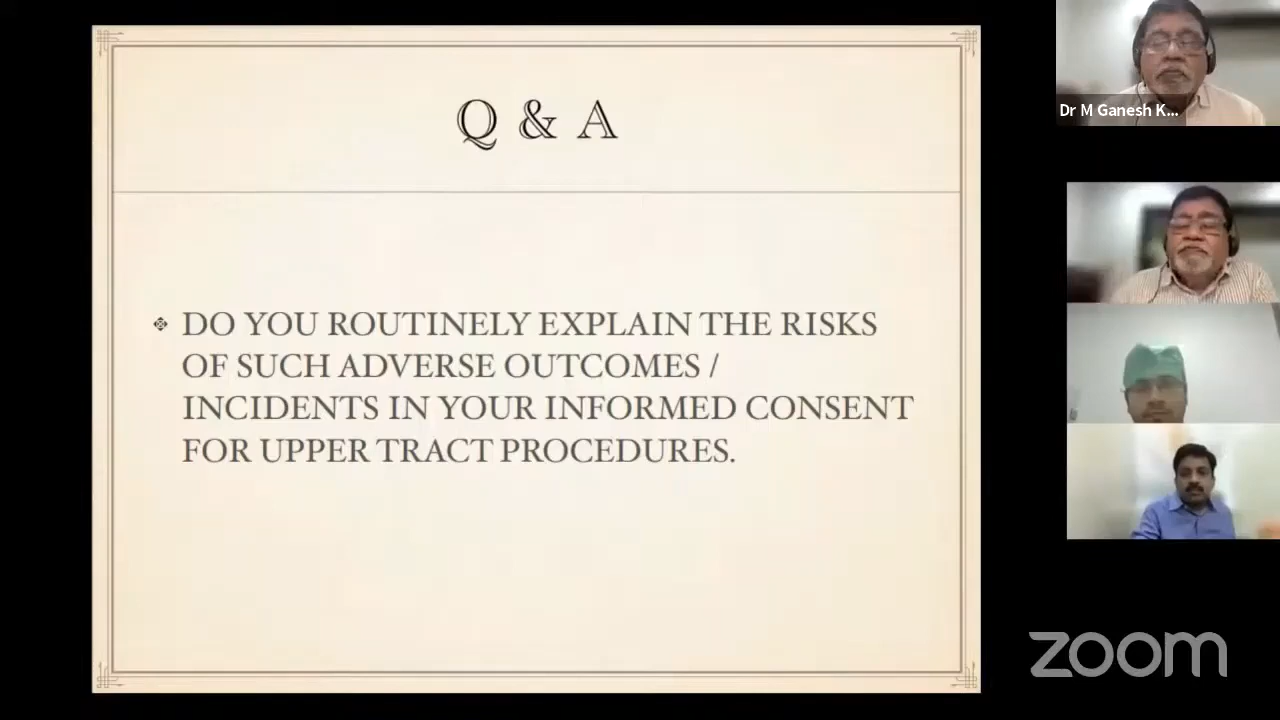 Q & A
DO YOU ROUTINELY EXPLAIN THE RISKS
OF SUCH ADVERSE OUTCOMES /
INCIDENTS IN YOUR INFORMED CONSENT
FOR UPPER TRACT PROCEDURES.
Dr M Ganesh K...
zoom